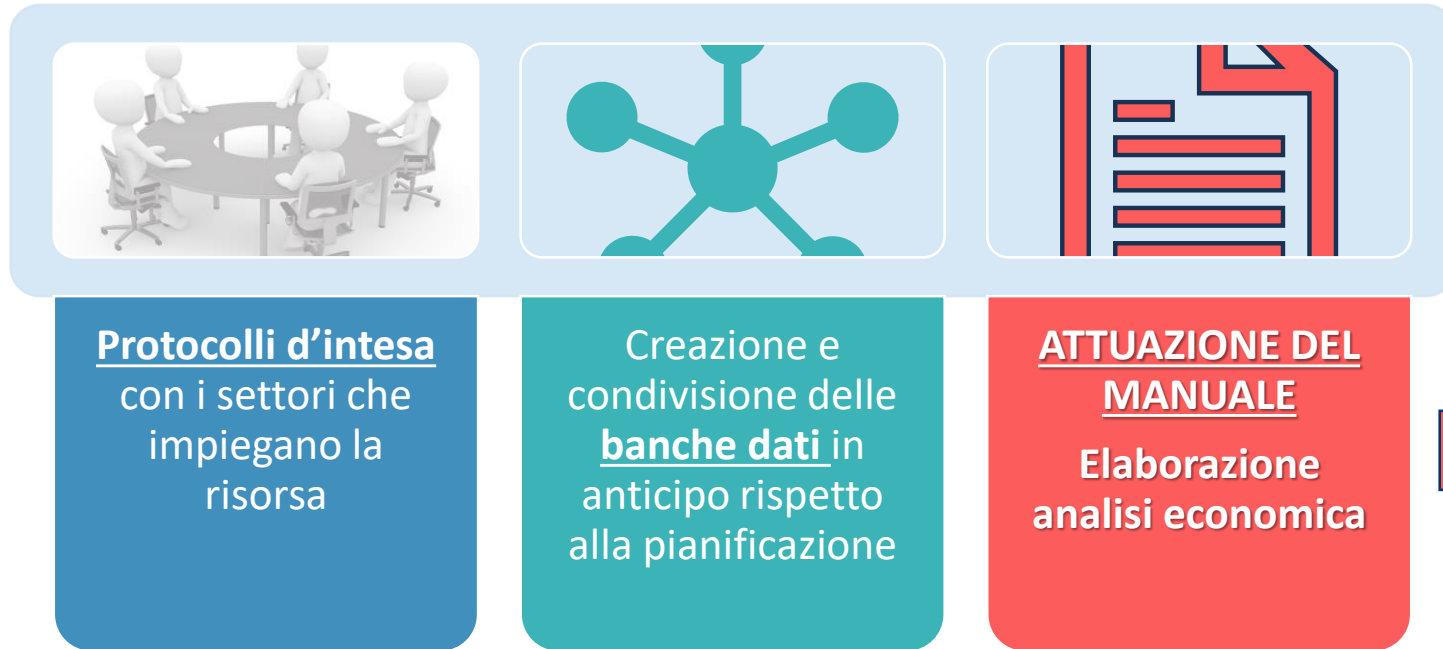 Protocolli d’intesa
con i settori che
impiegano la
risorsa
Creazione e
condivisione delle
banche dati in
anticipo rispetto
alla pianificazione
ATTUAZIONE DEL
MANUALE
Elaborazione
analisi economica